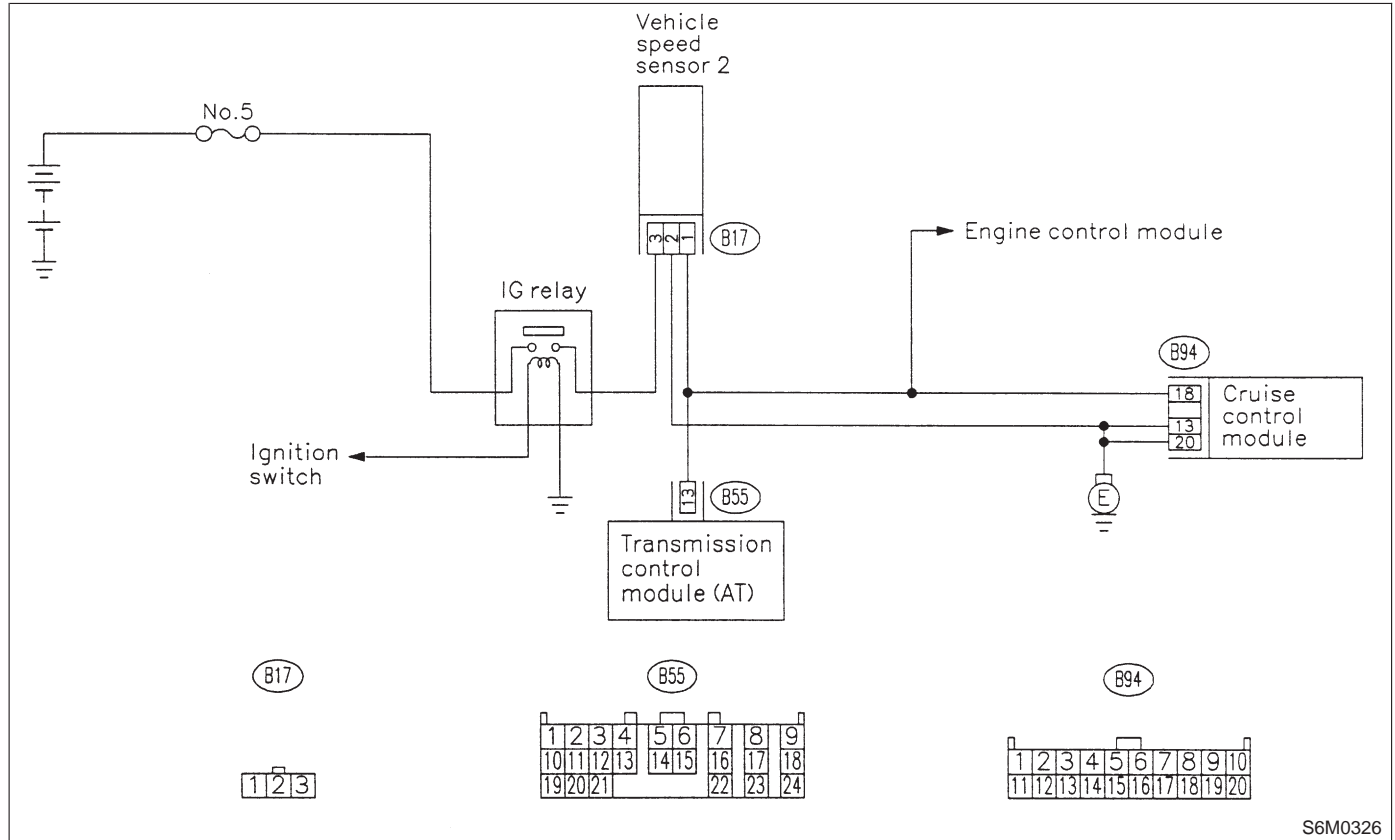 Vehicle
speed
sensor 2
No.5
3 2 1
B17
Engine control module
IG relay
B94
18
13
20
Cruise
control
module
Ignition
switch
13
B55
E
Transmission
control
module (AT)
B17
B55
B94
1 2 3
1 2 3 4 5 6 7 8 9
10 11 12 13 14 15 16 17 18
19 20 21 22 23 24
1 2 3 4 5 6 7 8 9 10
11 12 13 14 15 16 17 18 19 20
S6M0326